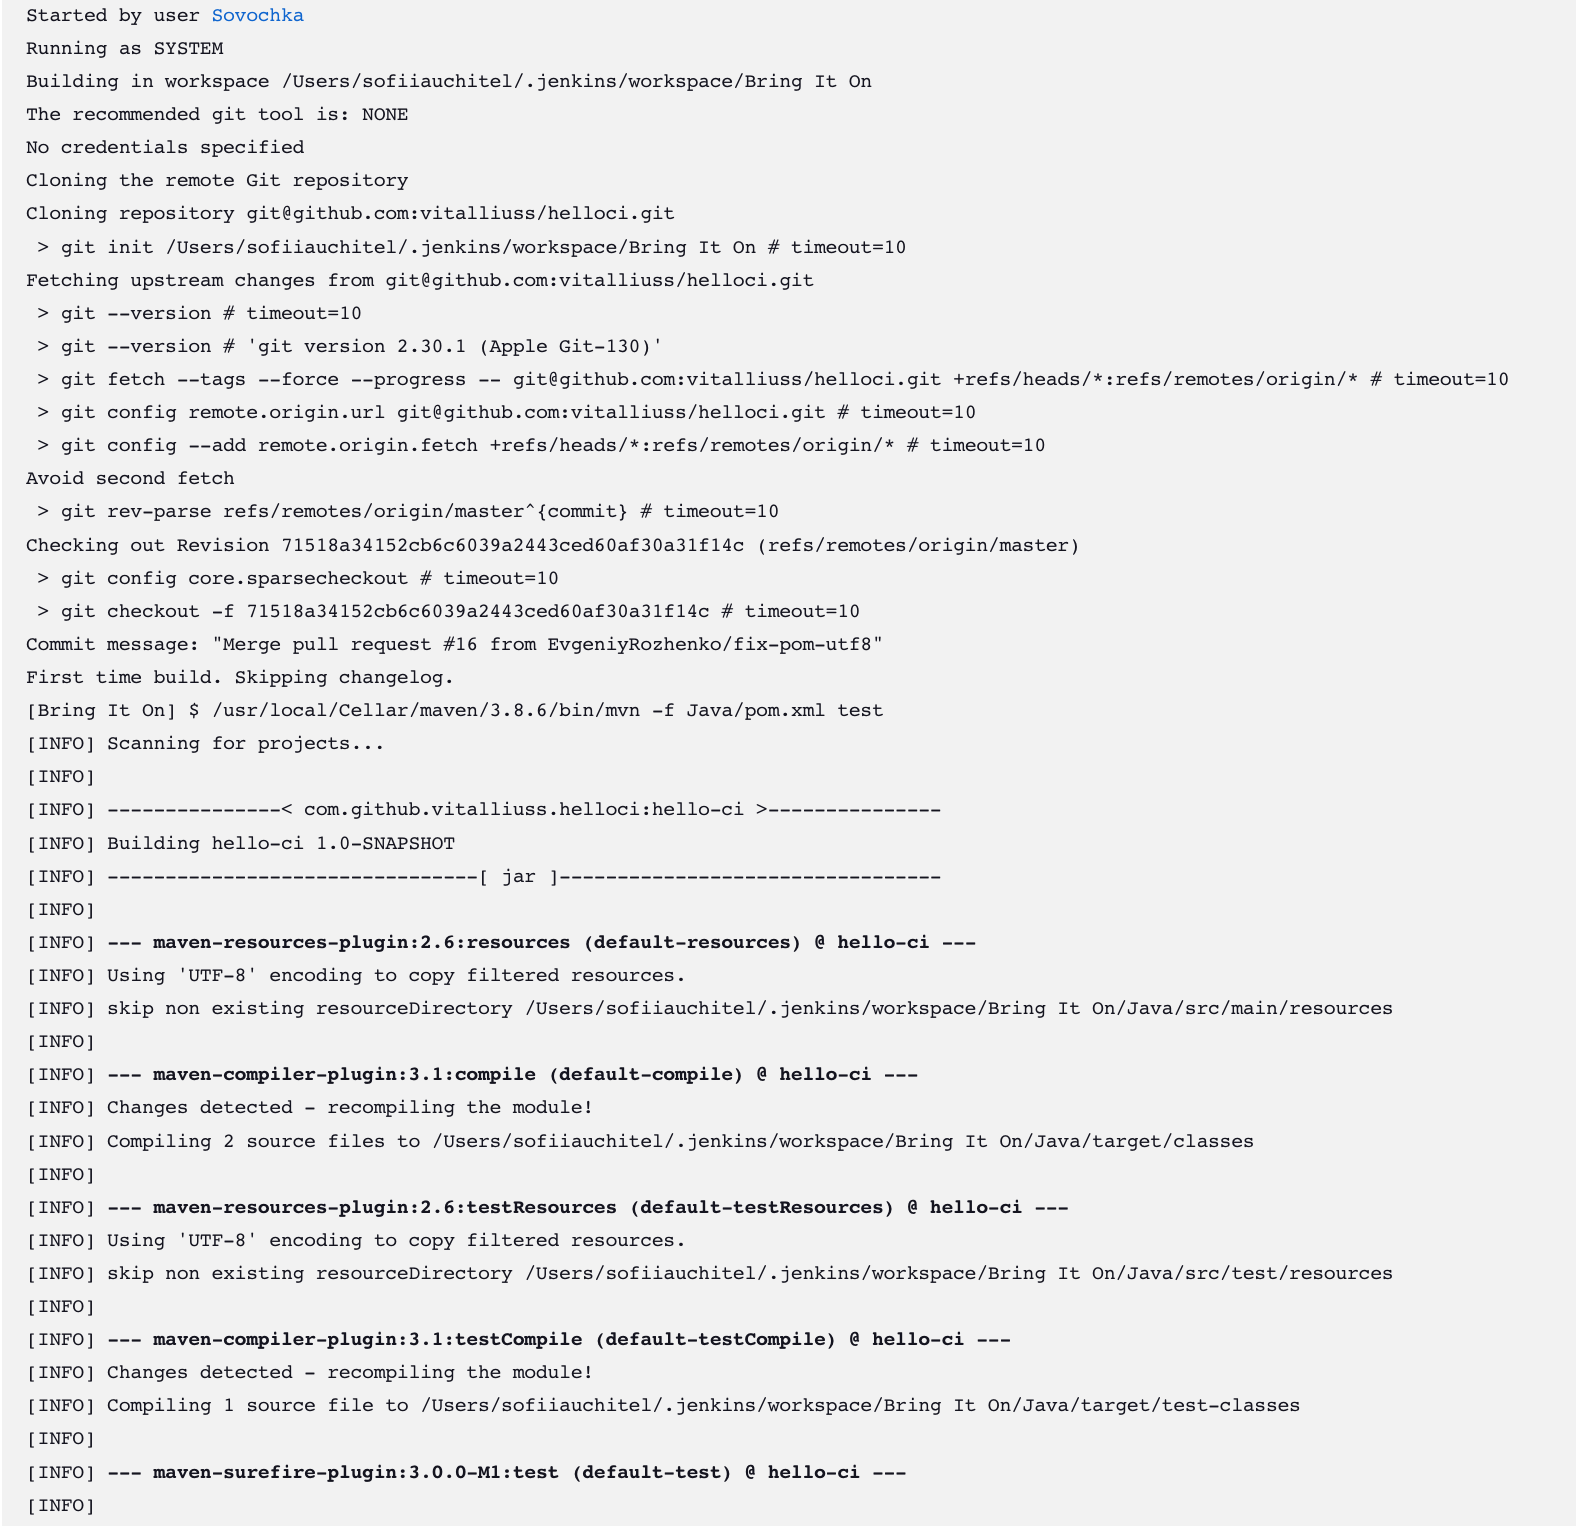 Started by user Sovochka
Running as SYSTEM
Building in workspace /Users/sofiiauchitel/.jenkins/workspace/Bring It On
The recommended git tool is: NONE
No credentials specified
Cloning the remote Git repository
Cloning repository git@github.com:vitalliuss/helloci.git
 > git init /Users/sofiiauchitel/.jenkins/workspace/Bring It On # timeout=10
Fetching upstream changes from git@github.com:vitalliuss/helloci.git
 > git --version # timeout=10
 > git --version # 'git version 2.30.1 (Apple Git-130)'
 > git fetch --tags --force --progress -- git@github.com:vitalliuss/helloci.git +refs/heads/*:refs/remotes/origin/* # timeout=10
 > git config remote.origin.url git@github.com:vitalliuss/helloci.git # timeout=10
 > git config --add remote.origin.fetch +refs/heads/*:refs/remotes/origin/* # timeout=10
Avoid second fetch
 > git rev-parse refs/remotes/origin/master^{commit} # timeout=10
Checking out Revision 71518a34152cb6c6039a2443ced60af30a31f14c (refs/remotes/origin/master)
 > git config core.sparsecheckout # timeout=10
 > git checkout -f 71518a34152cb6c6039a2443ced60af30a31f14c # timeout=10
Commit message: "Merge pull request #16 from EvgeniyRozhenko/fix-pom-utf8"
First time build. Skipping changelog.
[Bring It On] $ /usr/local/Cellar/maven/3.8.6/bin/mvn -f Java/pom.xml test
[INFO] Scanning for projects...
[INFO]
[INFO] ---------------< com.github.vitalliuss.helloci:hello-ci >---------------
[INFO] Building hello-ci 1.0-SNAPSHOT
[INFO] --------------------------------[ jar ]---------------------------------
[INFO]
[INFO] --- maven-resources-plugin:2.6:resources (default-resources) @ hello-ci ---
[INFO] Using 'UTF-8' encoding to copy filtered resources.
[INFO] skip non existing resourceDirectory /Users/sofiiauchitel/.jenkins/workspace/Bring It On/Java/src/main/resources
[INFO]
[INFO] --- maven-compiler-plugin:3.1:compile (default-compile) @ hello-ci ---
[INFO] Changes detected - recompiling the module!
[INFO] Compiling 2 source files to /Users/sofiiauchitel/.jenkins/workspace/Bring It On/Java/target/classes
[INFO]
[INFO] --- maven-resources-plugin:2.6:testResources (default-testResources) @ hello-ci ---
[INFO] Using 'UTF-8' encoding to copy filtered resources.
[INFO] skip non existing resourceDirectory /Users/sofiiauchitel/.jenkins/workspace/Bring It On/Java/src/test/resources
[INFO]
[INFO] --- maven-compiler-plugin:3.1:testCompile (default-testCompile) @ hello-ci ---
[INFO] Changes detected - recompiling the module!
[INFO] Compiling 1 source file to /Users/sofiiauchitel/.jenkins/workspace/Bring It On/Java/target/test-classes
[INFO]
[INFO] --- maven-surefire-plugin:3.0.0-M1:test (default-test) @ hello-ci ---
[INFO]